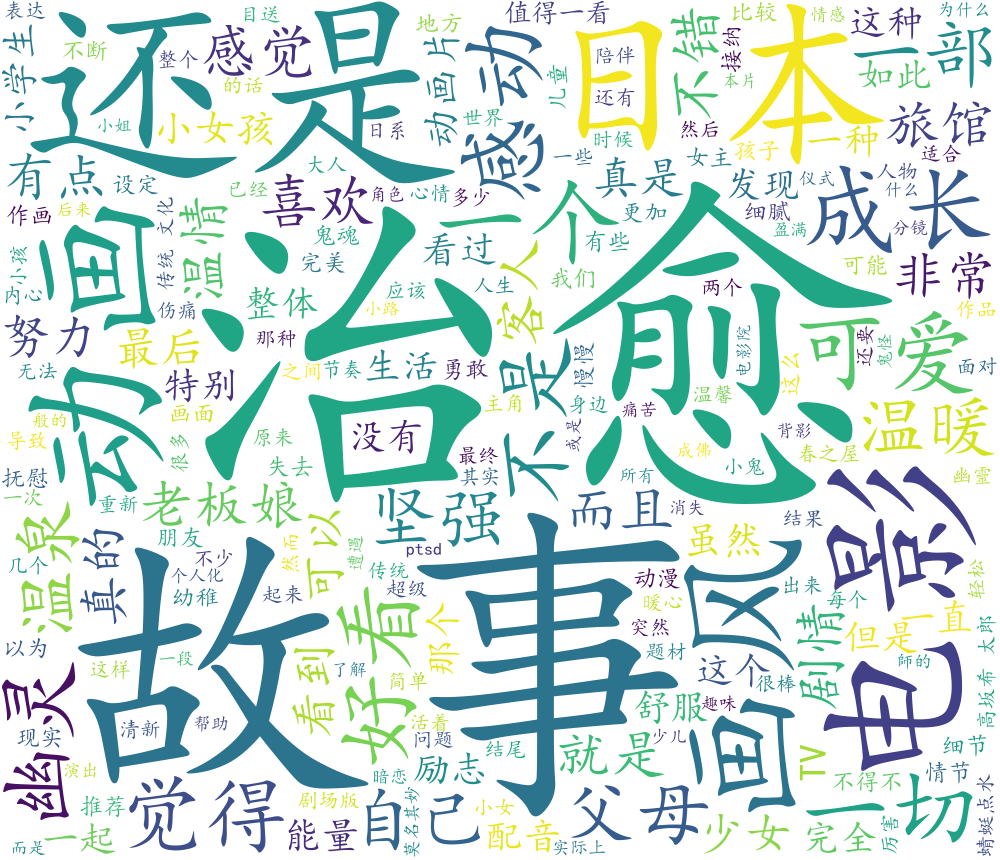 表达
目送
值得一看
比较
情感
为什么
还是
地方
这种
一部
不断
整个
感觉
感动
日本
不错
接纳
小学生
动画片
陪伴
还有
本片
如此
的话
儿童
小姐
小女孩
日系
世界
时候
然后
一种
旅馆
有点
设定
大人
一些
真是
女主
孩子
发现
仪式
适合
人物
什么
已经
喜欢
角色
心情
多少
一个
更加
细腻
成长
作画
后来
文化
鬼魂
看过
有些
盈满
分镜
动画
温情
传统
完美
客人
我们
两个
可能
非常
小孩
内心
伤痛
整体
应该
人生
治愈
作品
努力
最后
那种
小路
不是
慢慢
电影院
这么
还要
鬼怪
可爱
无法
特别
之间
节奏
生活
勇敢
温馨
面对
般的
画面
主角
身边
痛苦
温暖
导致
很多
原来
没有
或是
背影
抚慰
失去
最终
其实
成佛
小鬼
春之屋
所有
幽灵
一次
重新
老板娘
坚强
而且
消失
结果
虽然
电影
温泉
真的
朋友
ptsd
画风
几个
不少
然而
可以
遭遇
传统
超级
动漫
轻松
个人化
幼稚
起来
好看
那个
暖心
出来
每个
一直
突然
但是
太郎
以为
这样
一段
故事
看到
了解
简单
题材
这个
很棒
剧情
師的
幽灵
清新
帮助
活着
舒服
趣味
高坂希
现实
问题
结尾
就是
少儿
TV
细节
演出
暗恋
励志
不得不
情节
推荐
觉得
剧场版
自己
小女
父母
一切
而是
一起
能量
莫名其妙
配音
实际上
少女
完全
厉害
蜻蜓点水